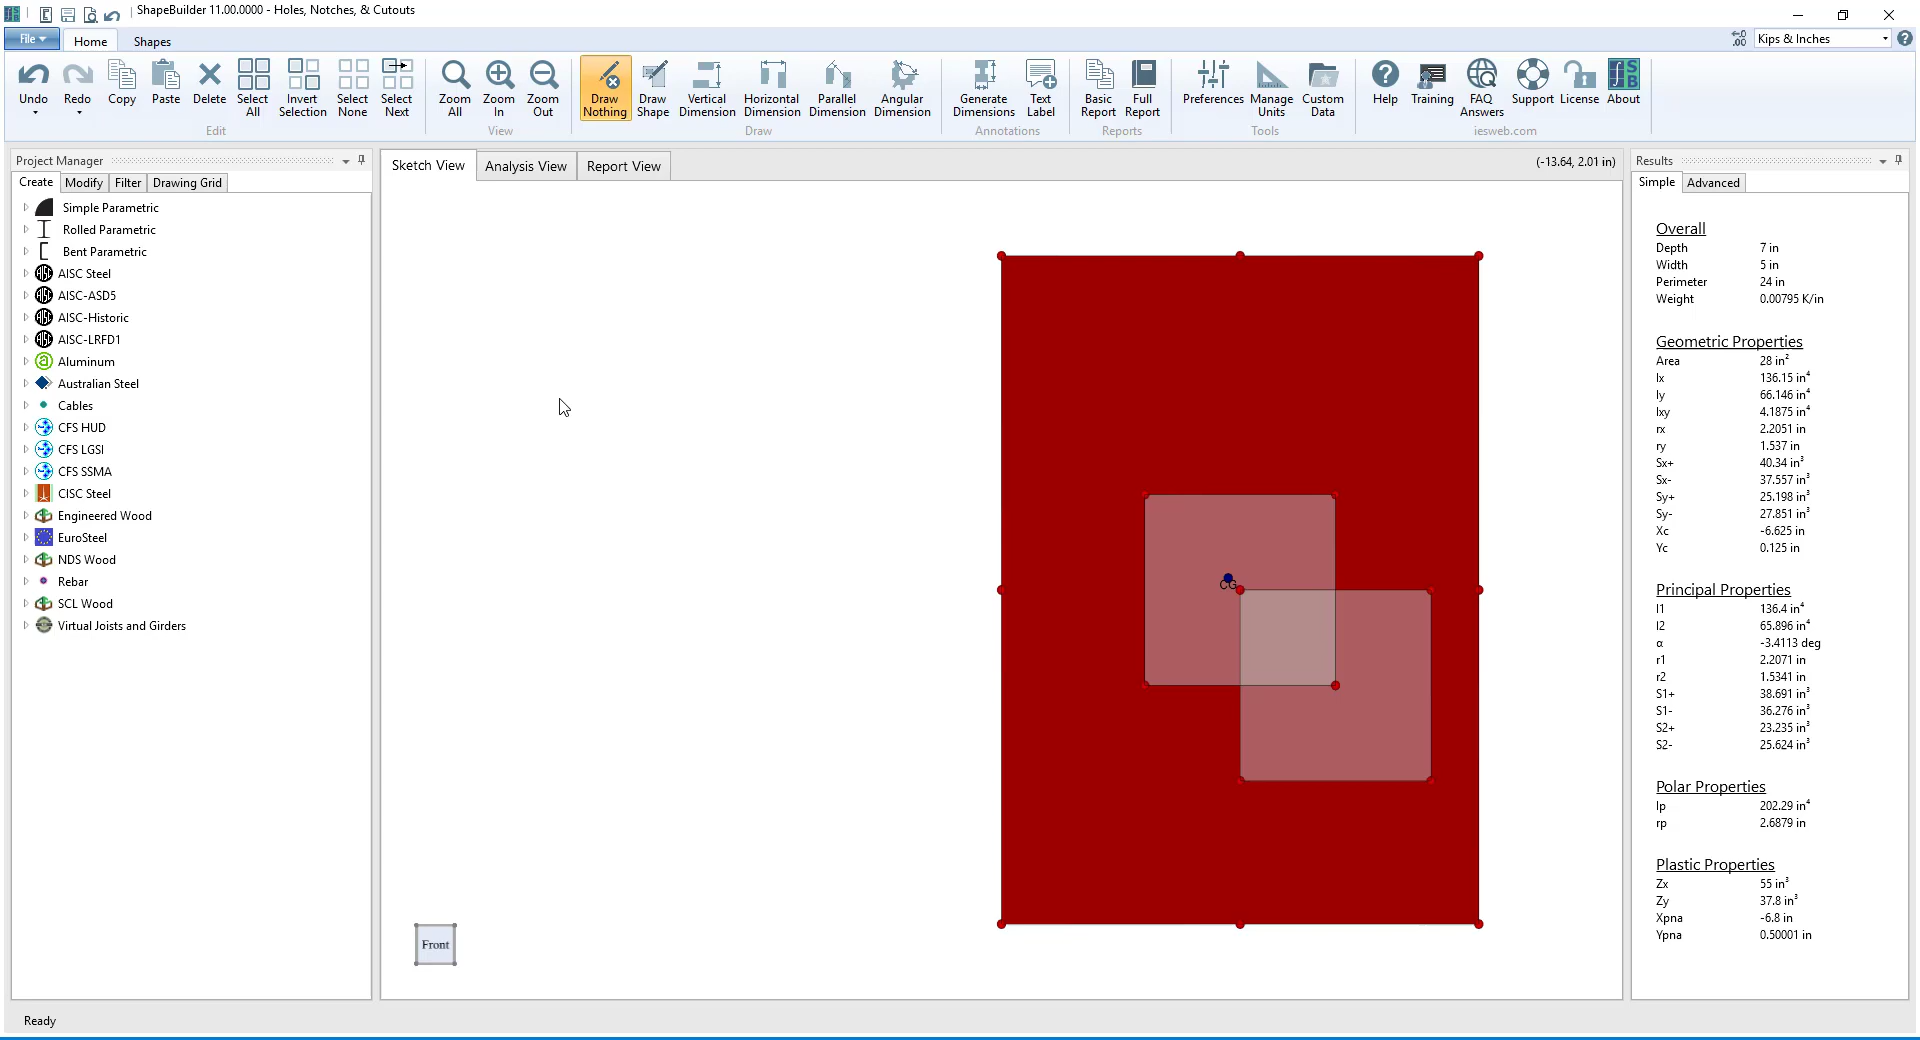 ShapeBuilder 11.00.0000 - Holes, Notches, & Cutouts
File Home Shapes
Kips & Inches
Undo Redo Copy Paste Delete Select All Invert Selection Select None Select Next Zoom All Zoom In Zoom Out Draw Nothing Draw Shape Vertical Dimension Horizontal Dimension Parallel Dimension Angular Dimension Generate Dimensions Text Label Basic Report Full Report Preferences Manage Units Custom Data Help Training FAQ Answers Support License About
Edit View Draw Annotations Reports Tools iesweb.com
Project Manager
Create Modify Filter Drawing Grid
Simple Parametric
Rolled Parametric
Bent Parametric
AISC Steel
AISC-ASD5
AISC-Historic
AISC-LRFD1
Aluminum
Australian Steel
Cables
CFS HUD
CFS LGSI
CFS SSMA
CISC Steel
Engineered Wood
EuroSteel
NDS Wood
Rebar
SCL Wood
Virtual Joists and Girders
Sketch View Analysis View Report View
(-13.64, 2.01 in)
CG
Front
Results
Simple Advanced
Overall
Depth 7 in
Width 5 in
Perimeter 24 in
Weight 0.00795 K/in
Geometric Properties
Area 28 in²
Ix 136.15 in⁴
Iy 66.146 in⁴
Ixy 4.1875 in⁴
rx 2.2051 in
ry 1.537 in
Sx+ 40.34 in³
Sx- 37.557 in³
Sy+ 25.198 in³
Sy- 27.851 in³
Xc -6.625 in
Yc 0.125 in
Principal Properties
I1 136.4 in⁴
I2 65.896 in⁴
α -3.4113 deg
r1 2.2071 in
r2 1.5341 in
S1+ 38.691 in³
S1- 36.276 in³
S2+ 23.235 in³
S2- 25.624 in³
Polar Properties
Ip 202.29 in⁴
rp 2.6879 in
Plastic Properties
Zx 55 in³
Zy 37.8 in³
Xpna -6.8 in
Ypna 0.50001 in
Ready